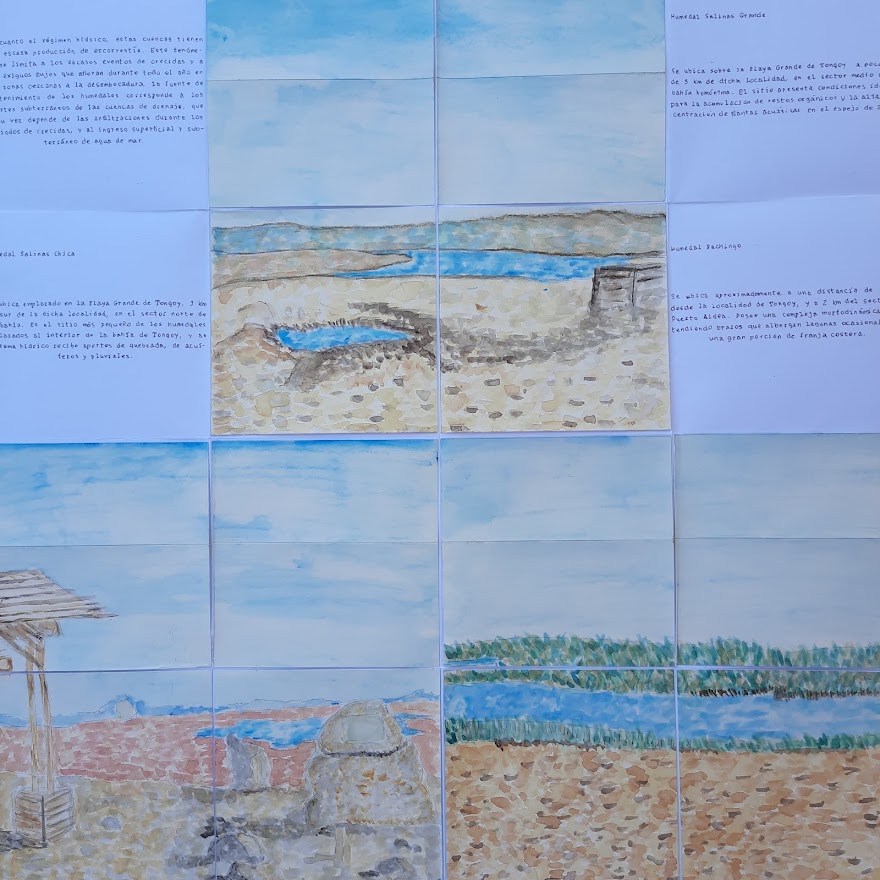 cuanto el régimen hídrico, estas cuencas tienen
escasa producción de escorrentía. Este fenóme-
se limita a los escasos eventos de crecidas y a
exiguos flujos que afloran durante todo el año en
zonas cercanas a la desembocadura. La fuente de
tenimiento de los humedales corresponde a los
rtes subterráneos de las cuencas de drenaje, que
u vez depende de las infiltraciones durante los
íodos de crecidas, y al ingreso superficial y sub-
terráneo de agua de mar.
Humedal Salinas Grande
Se ubica sobre la Playa Grande de Tongoy a poco
de 5 km de dicha localidad, en el sector medio
bahía homónima. El sitio presenta condiciones
para la acumulación de restos orgánicos y la alta
centración de plantas acuáticas en el espejo de
edal Salinas Chica
ubica emplazado en la Playa Grande de Tongoy, 3 km
sur de la dicha localidad, en el sector norte de
bahía. Es el sitio más pequeño de los humedales
al interior de la bahía de Tongoy, y su
tema hídrico recibe aportes de quebrada, de acuí-
feros y pluviales.
Humedal Pachingo
Se ubica aproximadamente a una distancia de
desde la localidad de Tongoy, y a 2 km del sect
Puerto Aldea. Posee una compleja morfodinámica
tendiendo brazos que albergan lagunas ocasional
una gran porción de franja costera.